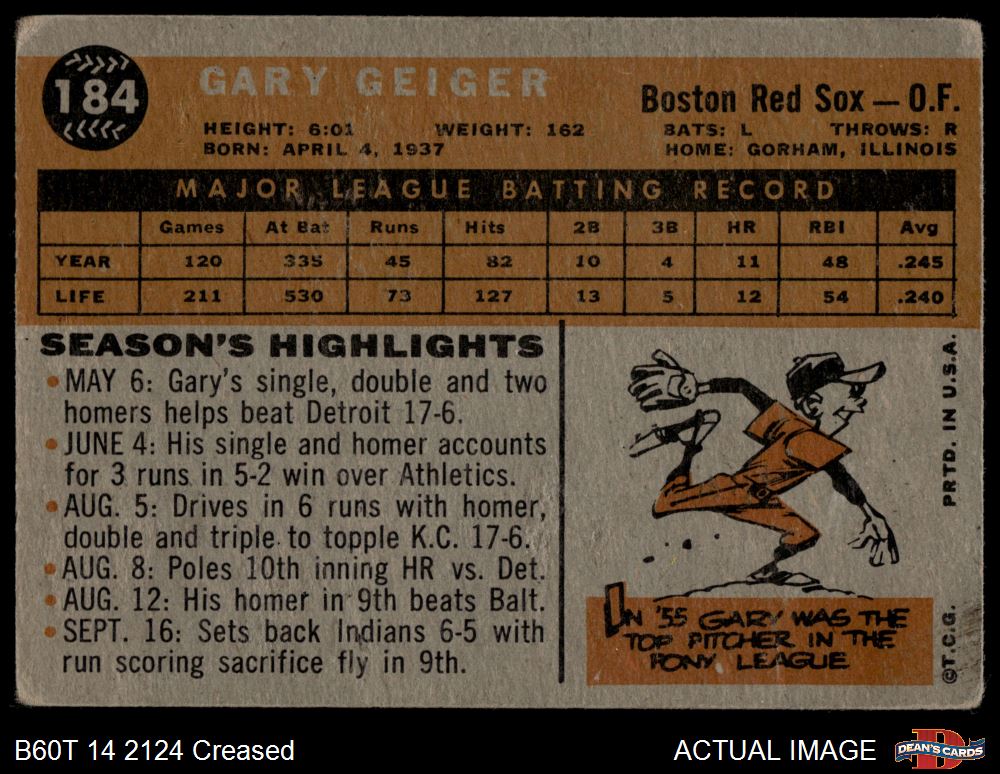 184
GARY GEIGER
Boston Red Sox — O.F.
HEIGHT: 6:01 WEIGHT: 162 BATS: L THROWS: R
BORN: APRIL 4, 1937 HOME: GORHAM, ILLINOIS
MAJOR LEAGUE BATTING RECORD
Games At Bat Runs Hits 2B 3B HR RBI Avg
YEAR 120 335 45 82 10 4 11 48 .245
LIFE 211 530 73 127 13 5 12 54 .240
SEASON'S HIGHLIGHTS
• MAY 6: Gary's single, double and two
homers helps beat Detroit 17-6.
• JUNE 4: His single and homer accounts
for 3 runs in 5-2 win over Athletics.
• AUG. 5: Drives in 6 runs with homer,
double and triple to topple K.C. 17-6.
• AUG. 8: Poles 10th inning HR vs. Det.
• AUG. 12: His homer in 9th beats Balt.
• SEPT. 16: Sets back Indians 6-5 with
run scoring sacrifice fly in 9th.
IN '55 GARY WAS THE
TOP PITCHER IN THE
PONY LEAGUE
©T.C.G. PRTD. IN U.S.A.
B60T 14 2124 Creased
ACTUAL IMAGE
DEAN'S CARDS